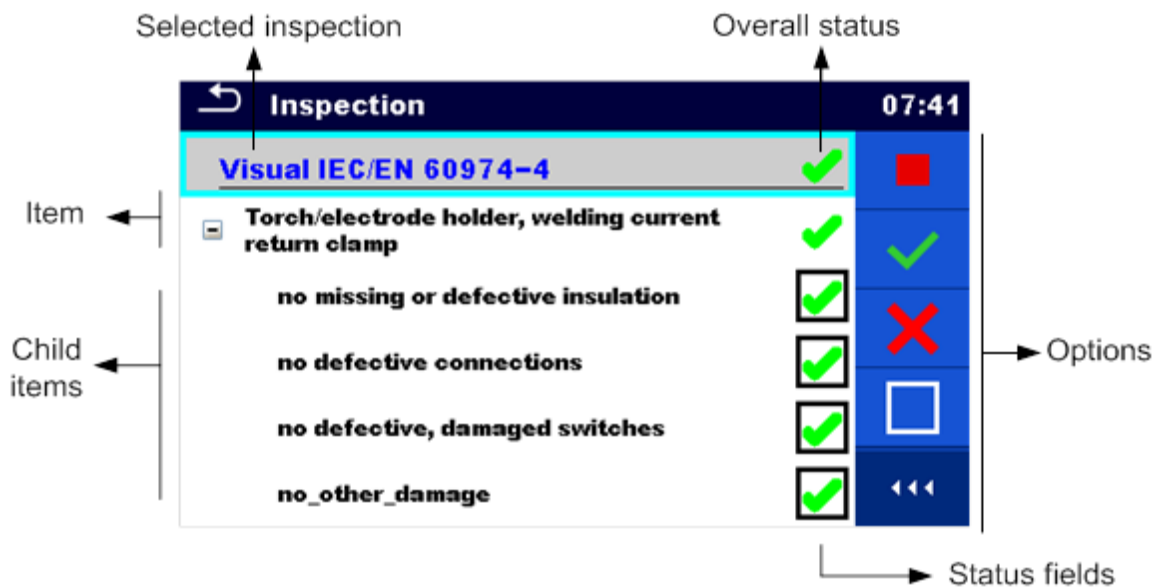 Selected inspection
Overall status
Inspection
07:41
Visual IEC/EN 60974-4
Item
Torch/electrode holder, welding current
return clamp
no missing or defective insulation
Child
items
no defective connections
Options
no defective, damaged switches
no_other_damage
Status fields